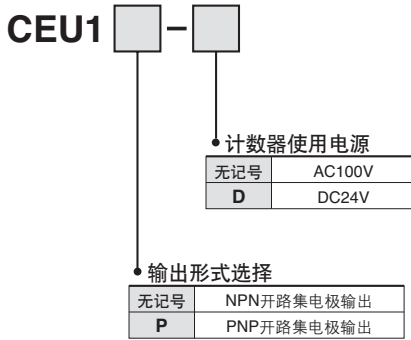 CEU1 □-□
计数器使用电源
无记号 AC100V
D DC24V
输出形式选择
无记号 NPN开路集电极输出
P PNP开路集电极输出